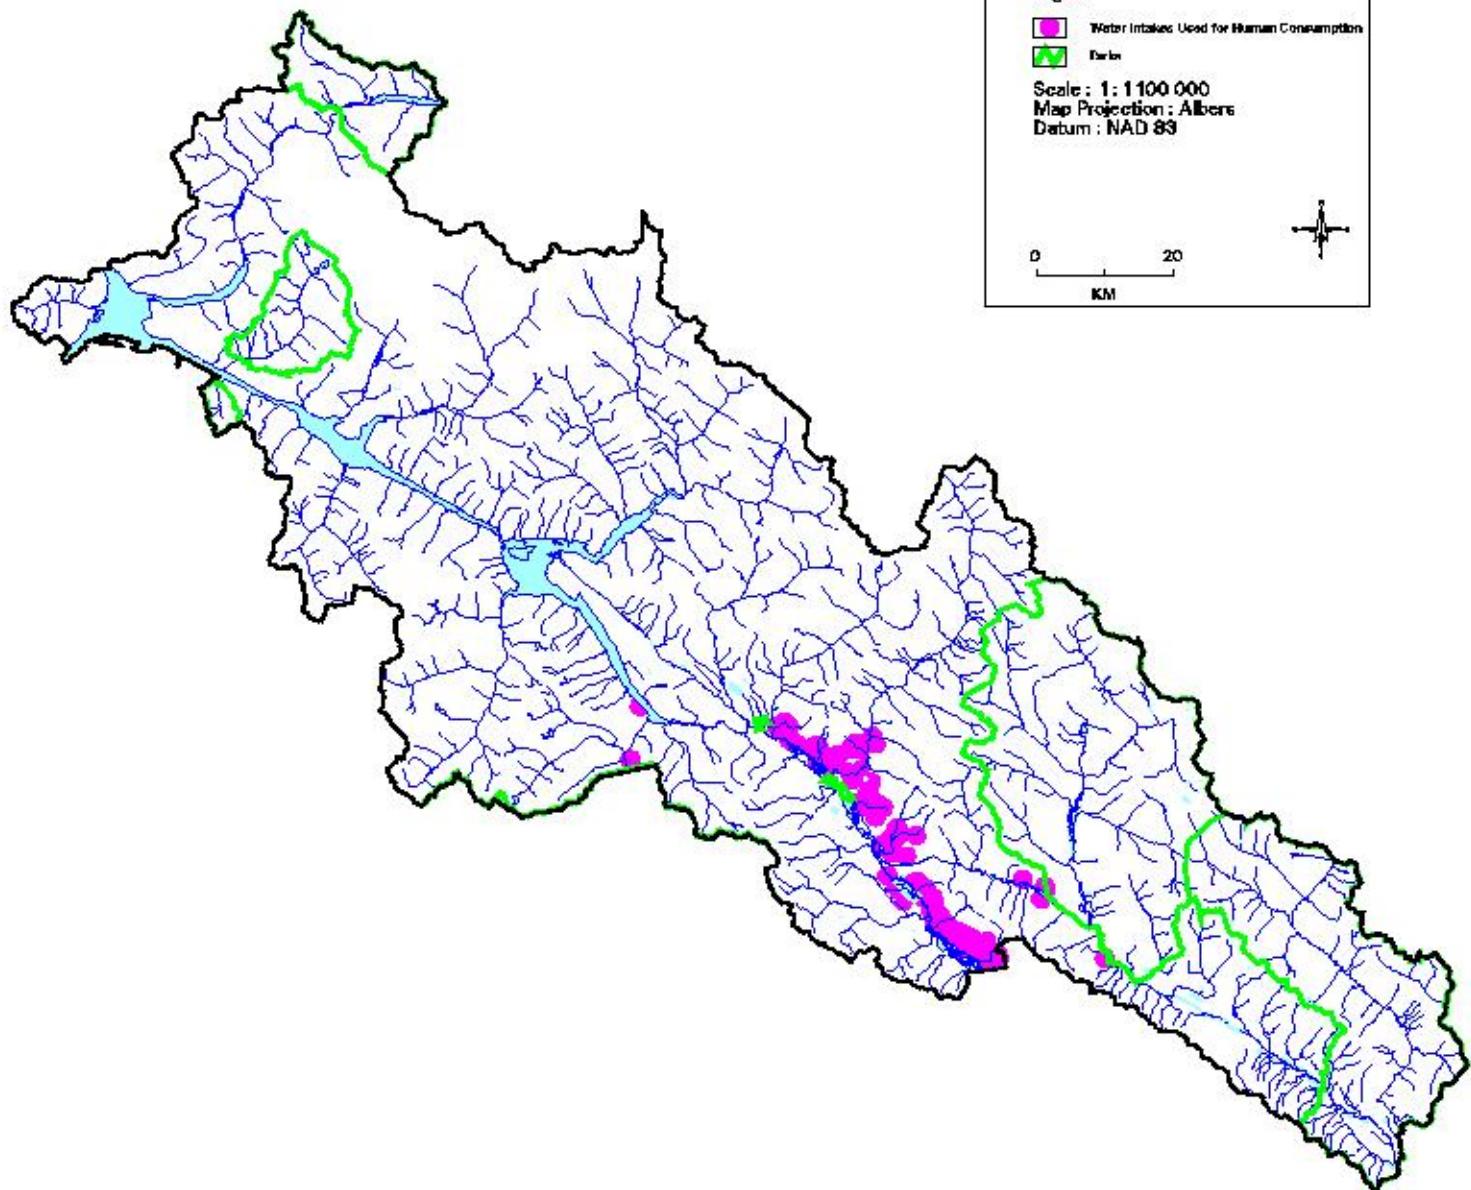 Water Intakes Used for Human Consumption
Parks
Scale : 1 : 1100 000
Map Projection : Albers
Datum : NAD 83
0 20
KM